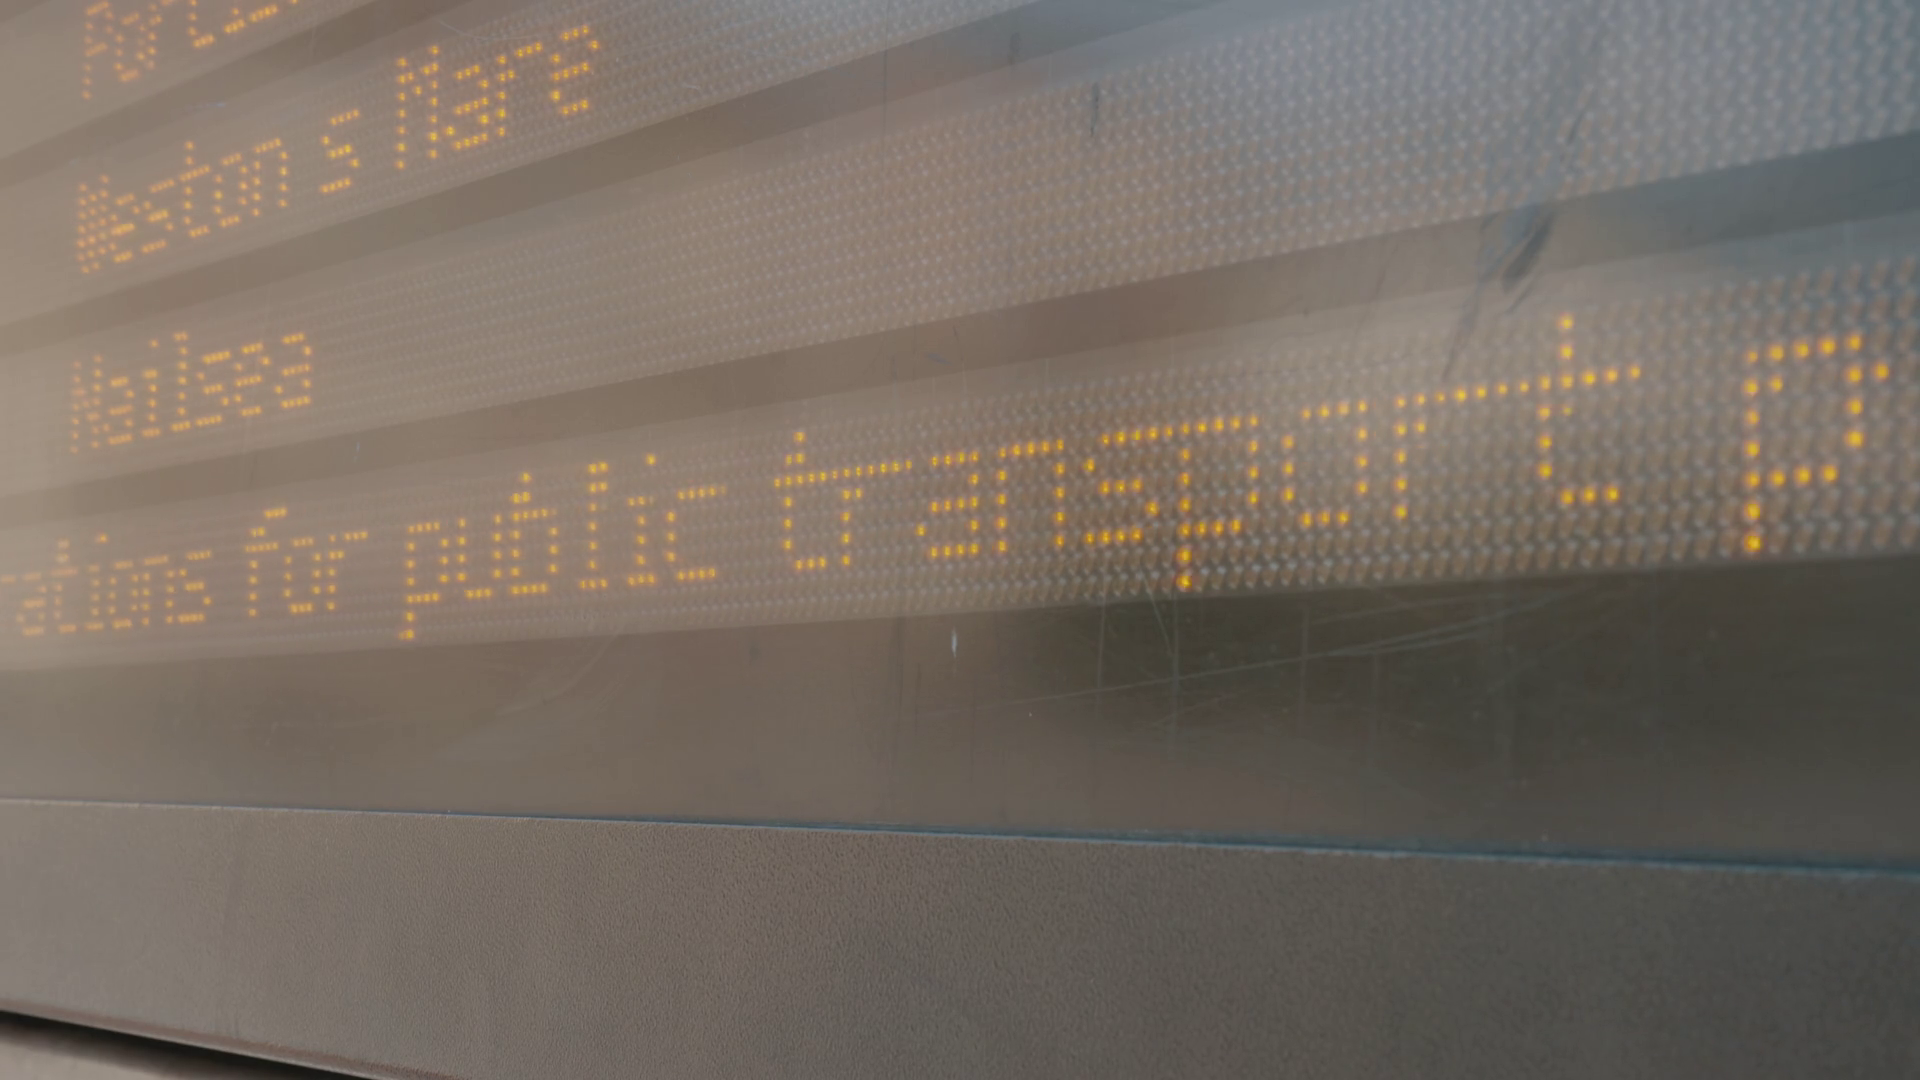 Weston s Mare
Nailsea
ations for public transport p